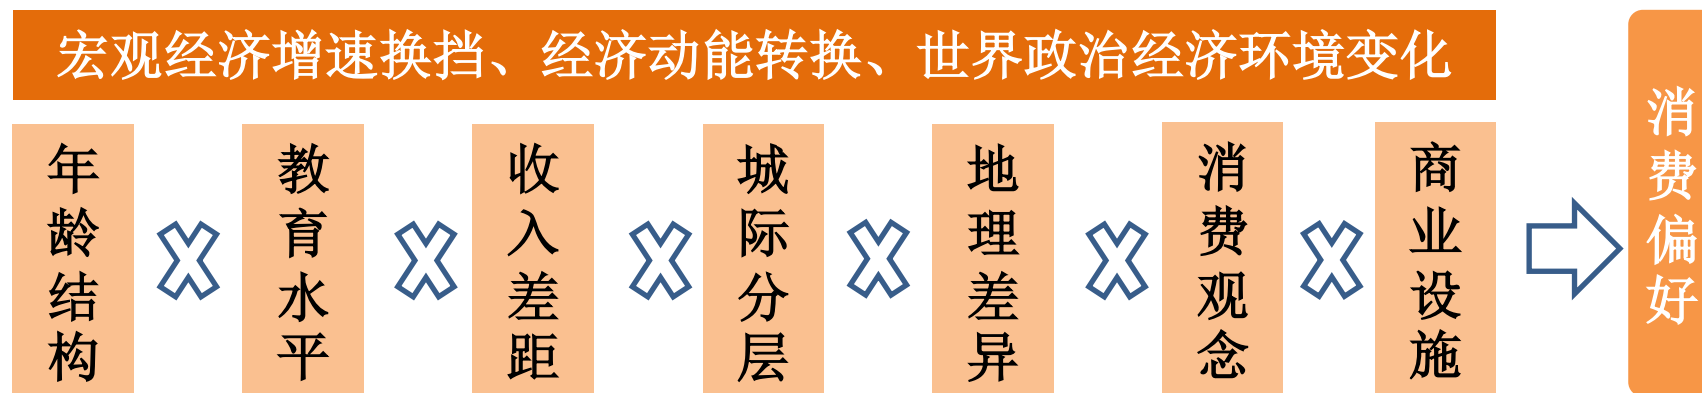 宏观经济增速换挡、经济动能转换、世界政治经济环境变化
年龄结构
教育水平
收入差距
城际分层
地理差异
消费观念
商业设施
消费偏好